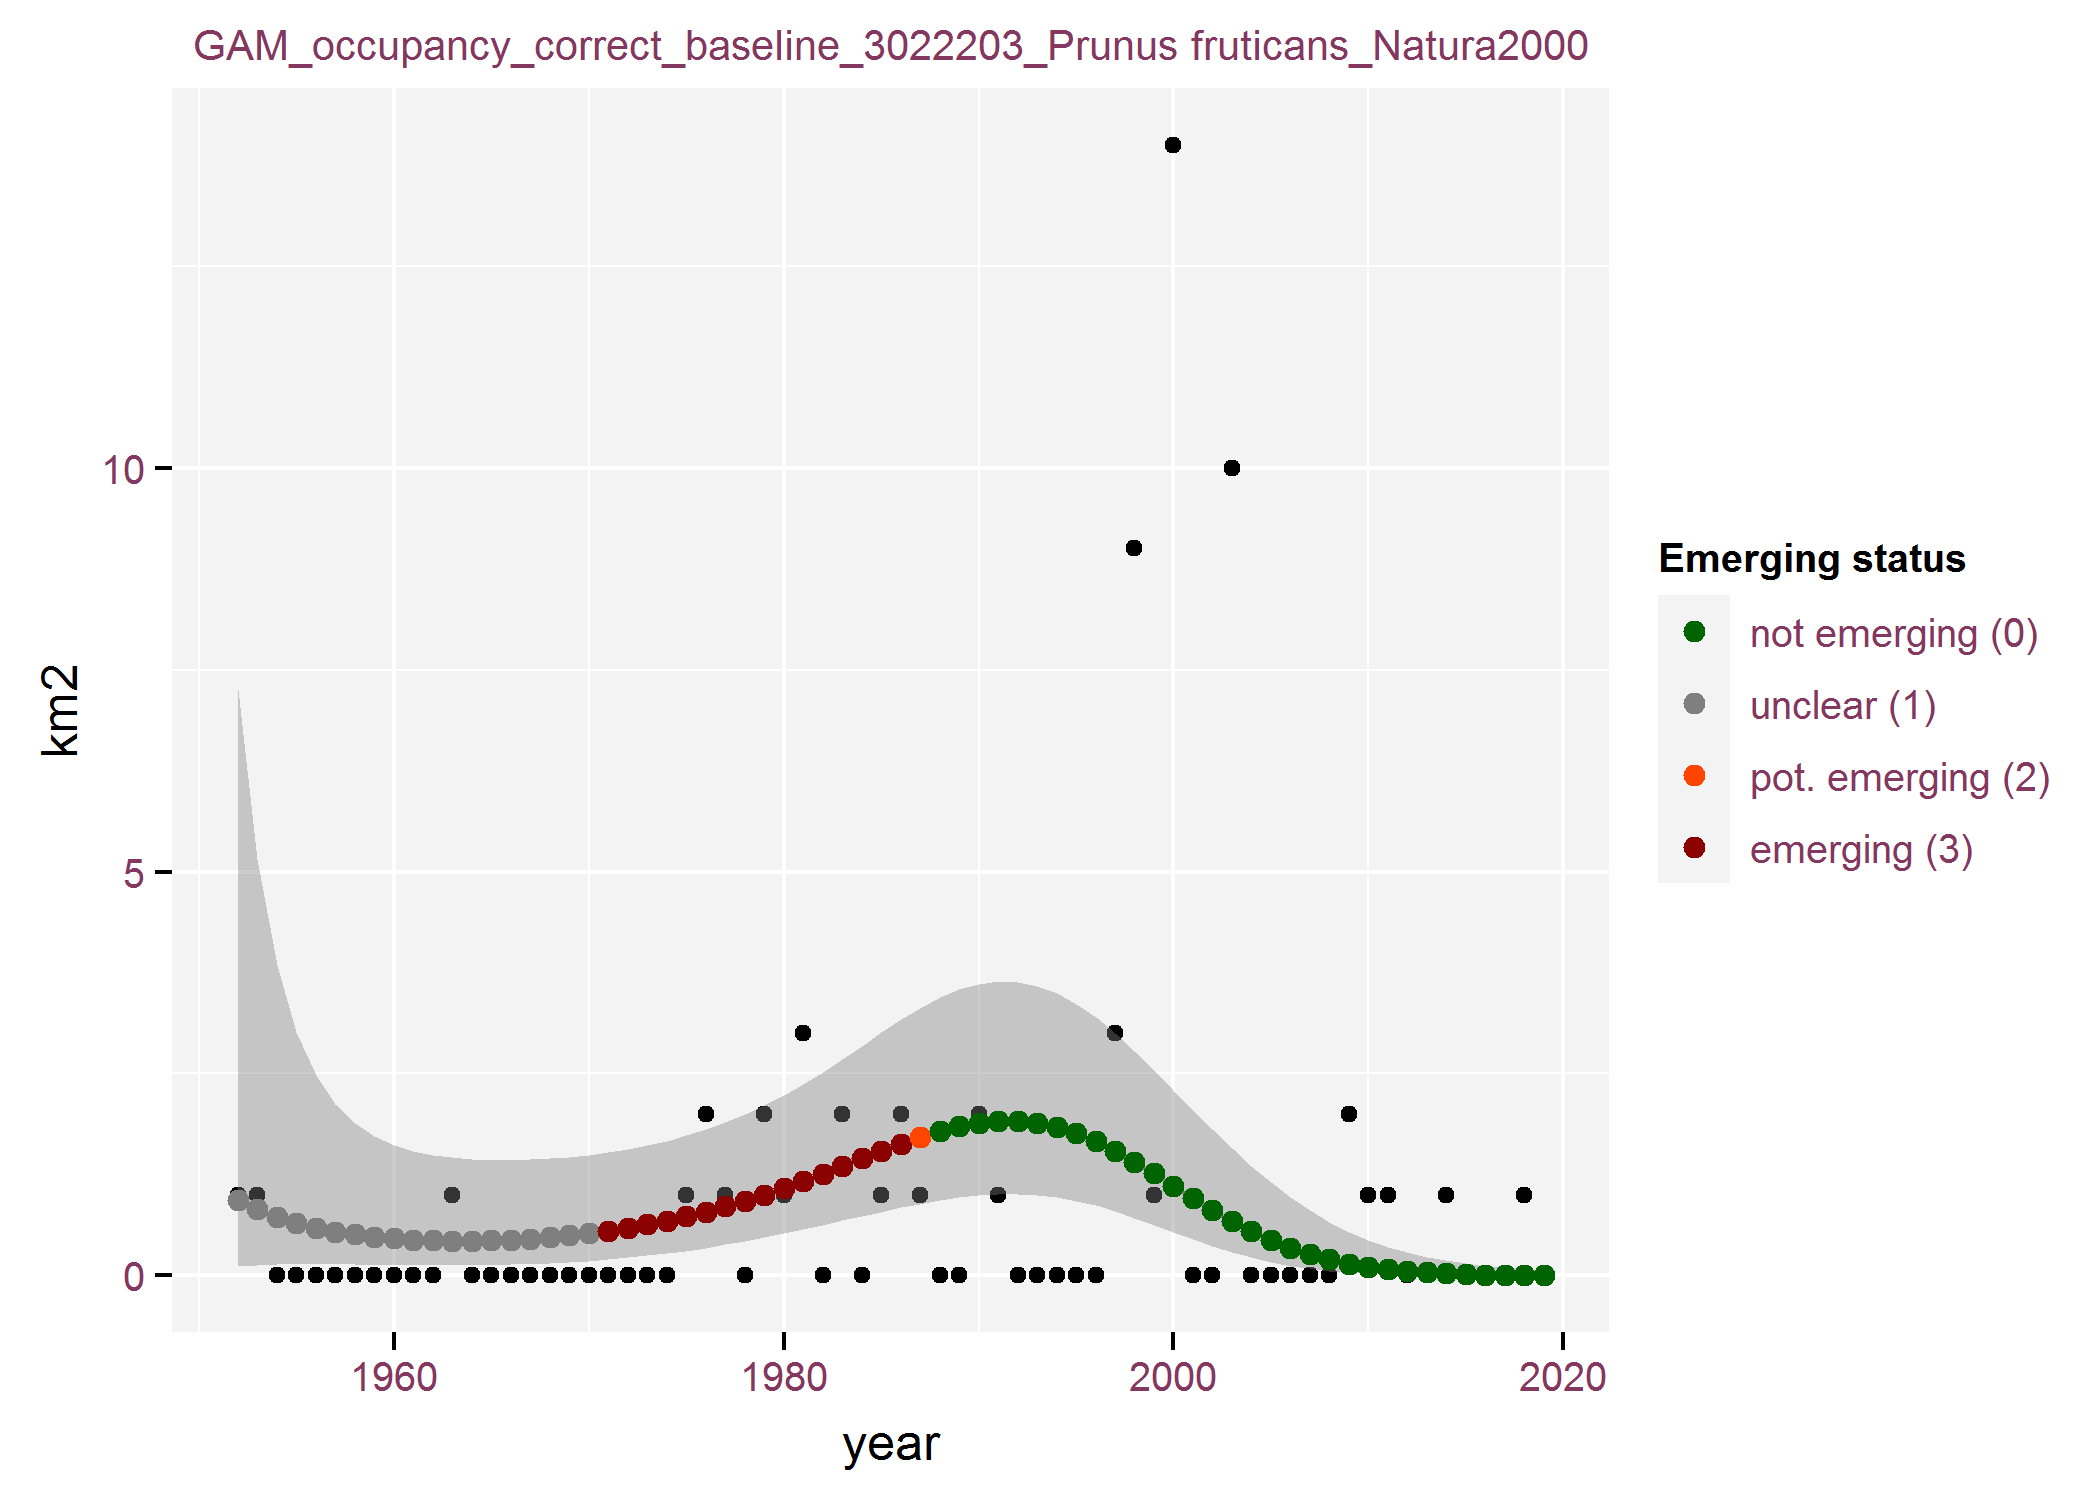 GAM_occupancy_correct_baseline_3022203_Prunus fruticans_Natura2000
km2
10
5
0
1960
1980
2000
2020
year
Emerging status
not emerging (0)
unclear (1)
pot. emerging (2)
emerging (3)